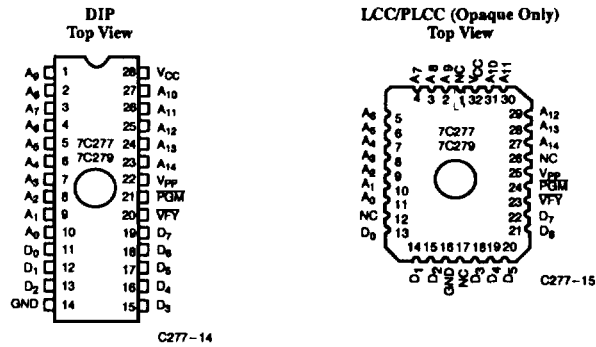 DIP
Top View
A9 1 28 VCC
A8 2 27 A10
A7 3 26 A11
A6 4 25 A12
A5 5 7C277 24 A13
A4 6 7C279 23 A14
A3 7 22 VPP
A2 8 21 PGM
A1 9 20 VFY
A0 10 19 D7
D0 11 18 D6
D1 12 17 D5
D2 13 16 D4
GND 14 15 D3
C277-14
LCC/PLCC (Opaque Only)
Top View
A7 A8 A9 NC VCC A10 A11
4 3 2 1 32 31 30
A6 5 29 A12
A5 6 7C277 28 A13
A4 7 7C279 27 A14
A3 8 26 NC
A2 9 25 VPP
A1 10 24 PGM
A0 11 23 VFY
NC 12 22 D7
D0 13 21 D6
14 15 16 17 18 19 20
D1 D2 GND NC D3 D4 D5
C277-15